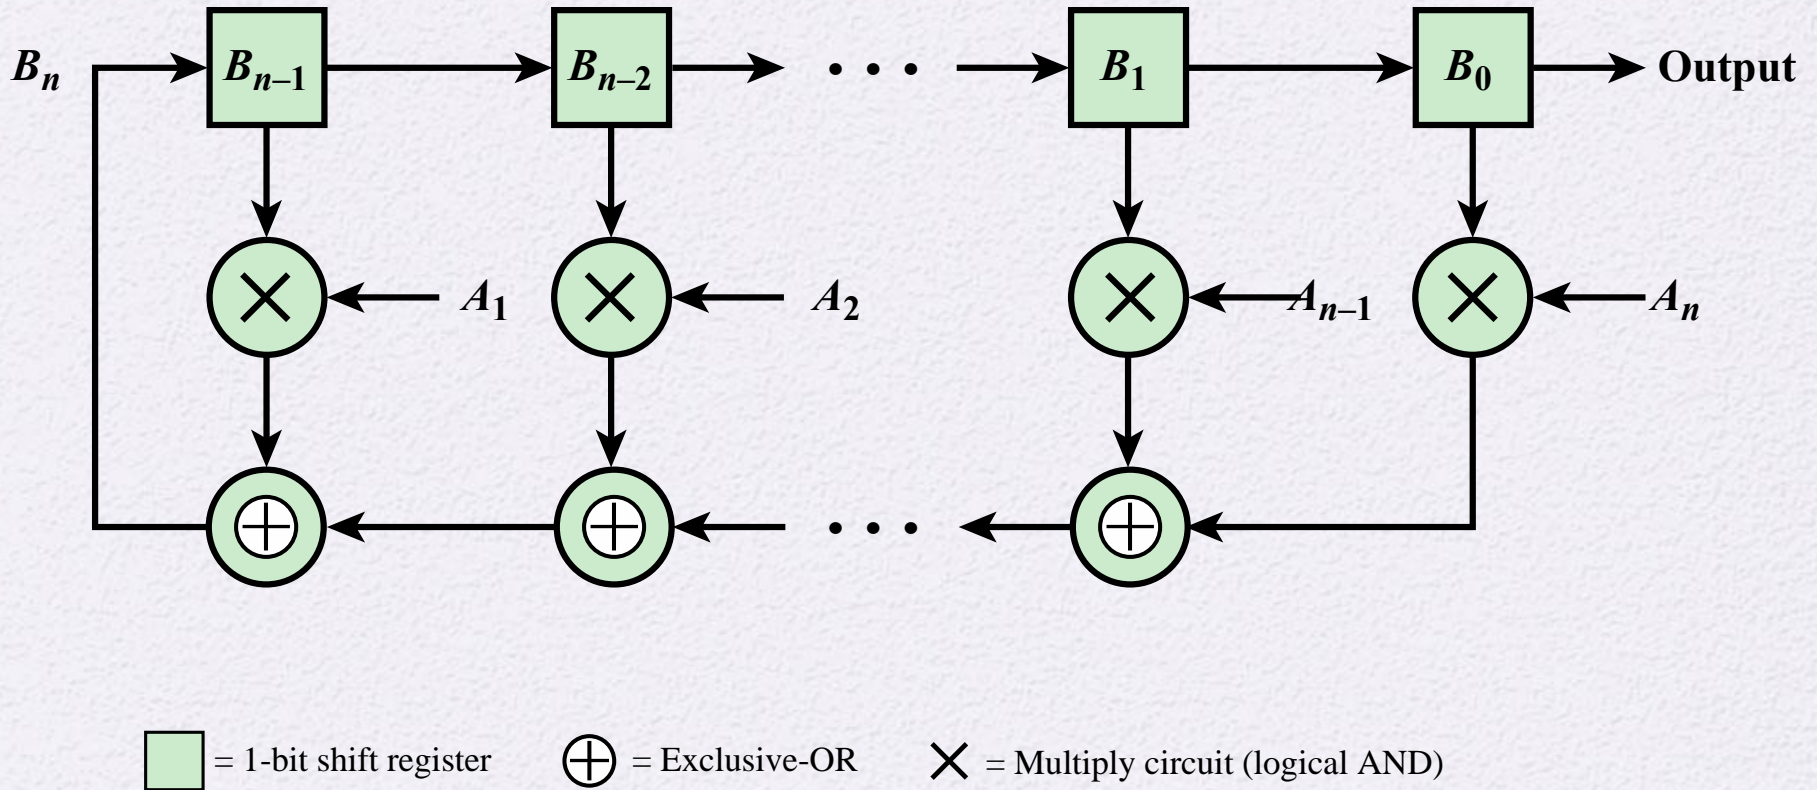 Bₙ Bₙ₋₁ Bₙ₋₂ • • • B₁ B₀ Output
A₁ A₂ Aₙ₋₁ Aₙ
• • •
= 1-bit shift register = Exclusive-OR = Multiply circuit (logical AND)